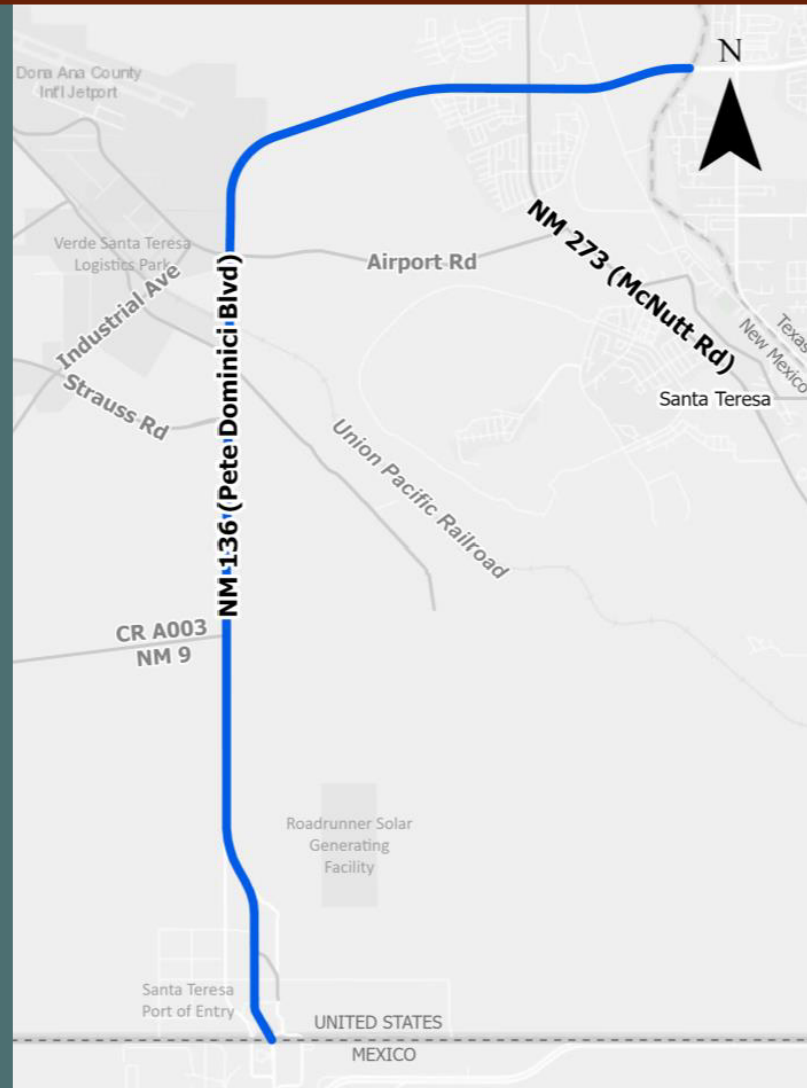 N
Dona Ana County
Int'l Jetport
NM 273 (McNutt Rd)
Verde Santa Teresa
Logistics Park
Airport Rd
Industrial Ave
Strauss Rd
NM 136 (Pete Dominici Blvd)
Texas
New Mexico
Santa Teresa
Union Pacific Railroad
CR A003
NM 9
Roadrunner Solar
Generating
Facility
Santa Teresa
Port of Entry
UNITED STATES
MEXICO